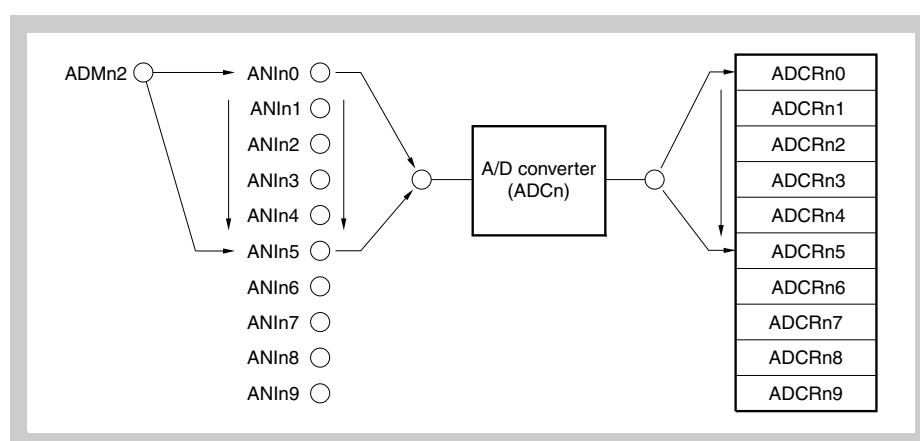 ADMn2
ANIn0
ANIn1
ANIn2
ANIn3
ANIn4
ANIn5
ANIn6
ANIn7
ANIn8
ANIn9
A/D converter
(ADCn)
ADCRn0
ADCRn1
ADCRn2
ADCRn3
ADCRn4
ADCRn5
ADCRn6
ADCRn7
ADCRn8
ADCRn9